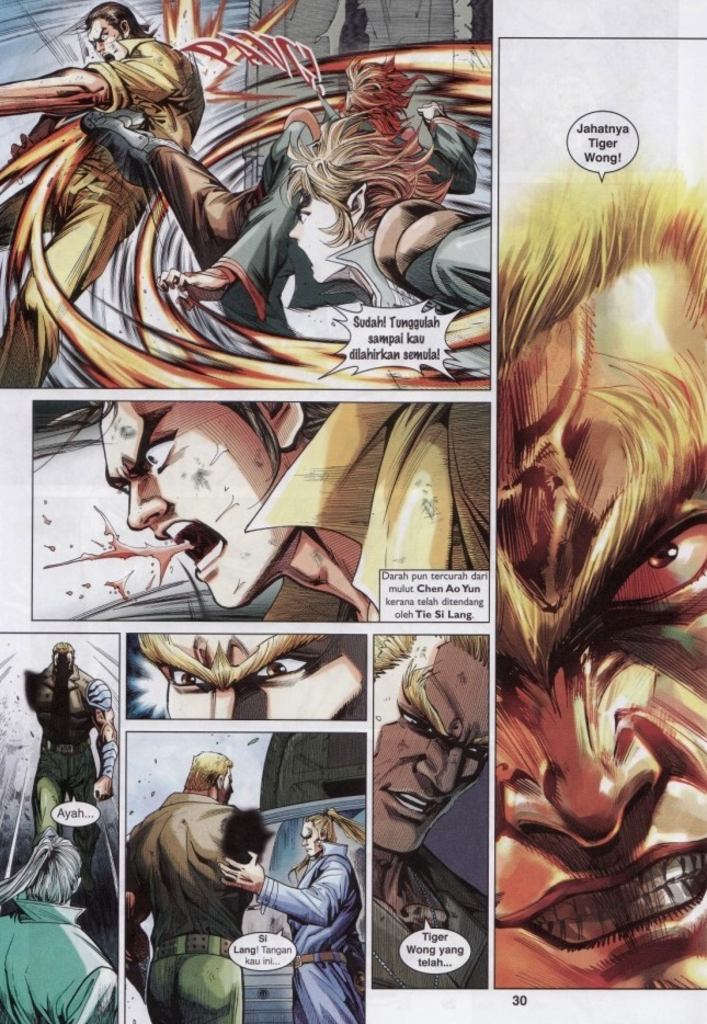 PANG!
Sudah! Tunggulah
sampai kau
dilahirkan semula!
Darah pun tercurah dari
mulut Chen Ao Yun
kerana telah ditendang
oleh Tie Si Lang.
Ayah...
Si
Lang! Tangan
kau ini...
Tiger
Wong yang
telah...
Jahatnya
Tiger
Wong!
30